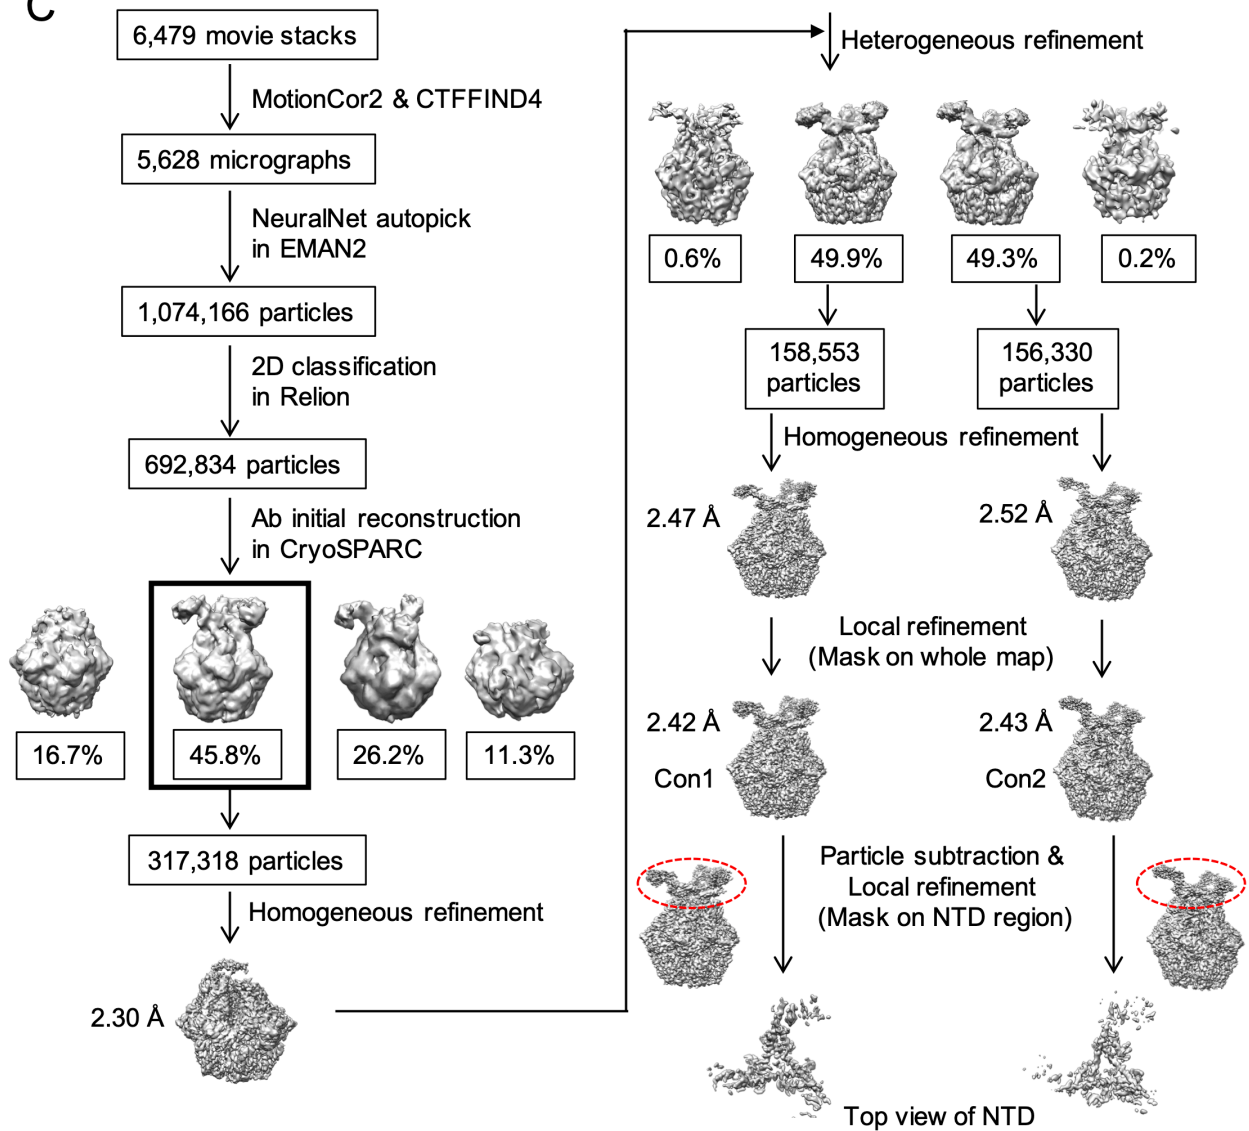 C
6,479 movie stacks
MotionCor2 & CTFFIND4
5,628 micrographs
NeuralNet autopick
in EMAN2
1,074,166 particles
2D classification
in Relion
692,834 particles
Ab initial reconstruction
in CryoSPARC
16.7%
45.8%
26.2%
11.3%
317,318 particles
Homogeneous refinement
2.30 Å
Heterogeneous refinement
0.6%
49.9%
49.3%
0.2%
158,553
particles
156,330
particles
Homogeneous refinement
2.47 Å
2.52 Å
Local refinement
(Mask on whole map)
2.42 Å
2.43 Å
Con1
Con2
Particle subtraction &
Local refinement
(Mask on NTD region)
Top view of NTD